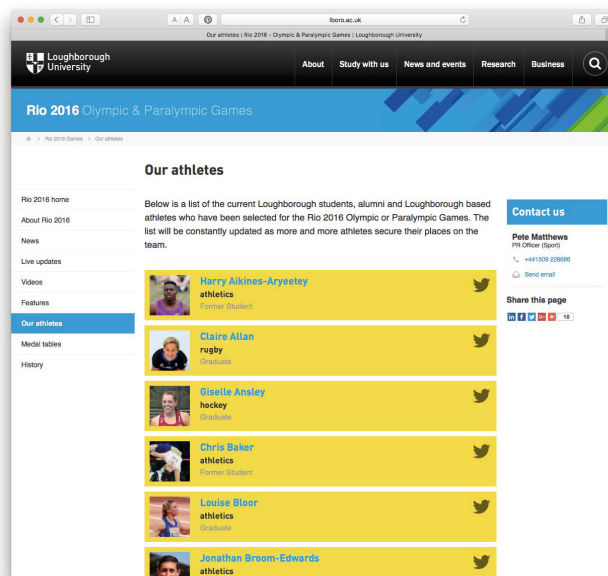 A A
lboro.ac.uk
Our athletes | Rio 2016 - Olympic & Paralympic Games | Loughborough University
Loughborough
University
About Study with us News and events Research Business
Rio 2016 Olympic & Paralympic Games
Rio 2016 Games > Our athletes
Our athletes
Rio 2016 home
About Rio 2016
News
Live updates
Videos
Features
Our athletes
Medal tables
History
Below is a list of the current Loughborough students, alumni and Loughborough based
athletes who have been selected for the Rio 2016 Olympic or Paralympic Games. The
list will be constantly updated as more and more athletes secure their places on the
team.
Harry Aikines-Aryeetey
athletics
Former Student
Claire Allan
rugby
Graduate
Giselle Ansley
hockey
Graduate
Chris Baker
athletics
Former Student
Louise Bloor
athletics
Graduate
Jonathan Broom-Edwards
athletics
Contact us
Pete Matthews
PR Officer (Sport)
+441509 228686
Send email
Share this page
10